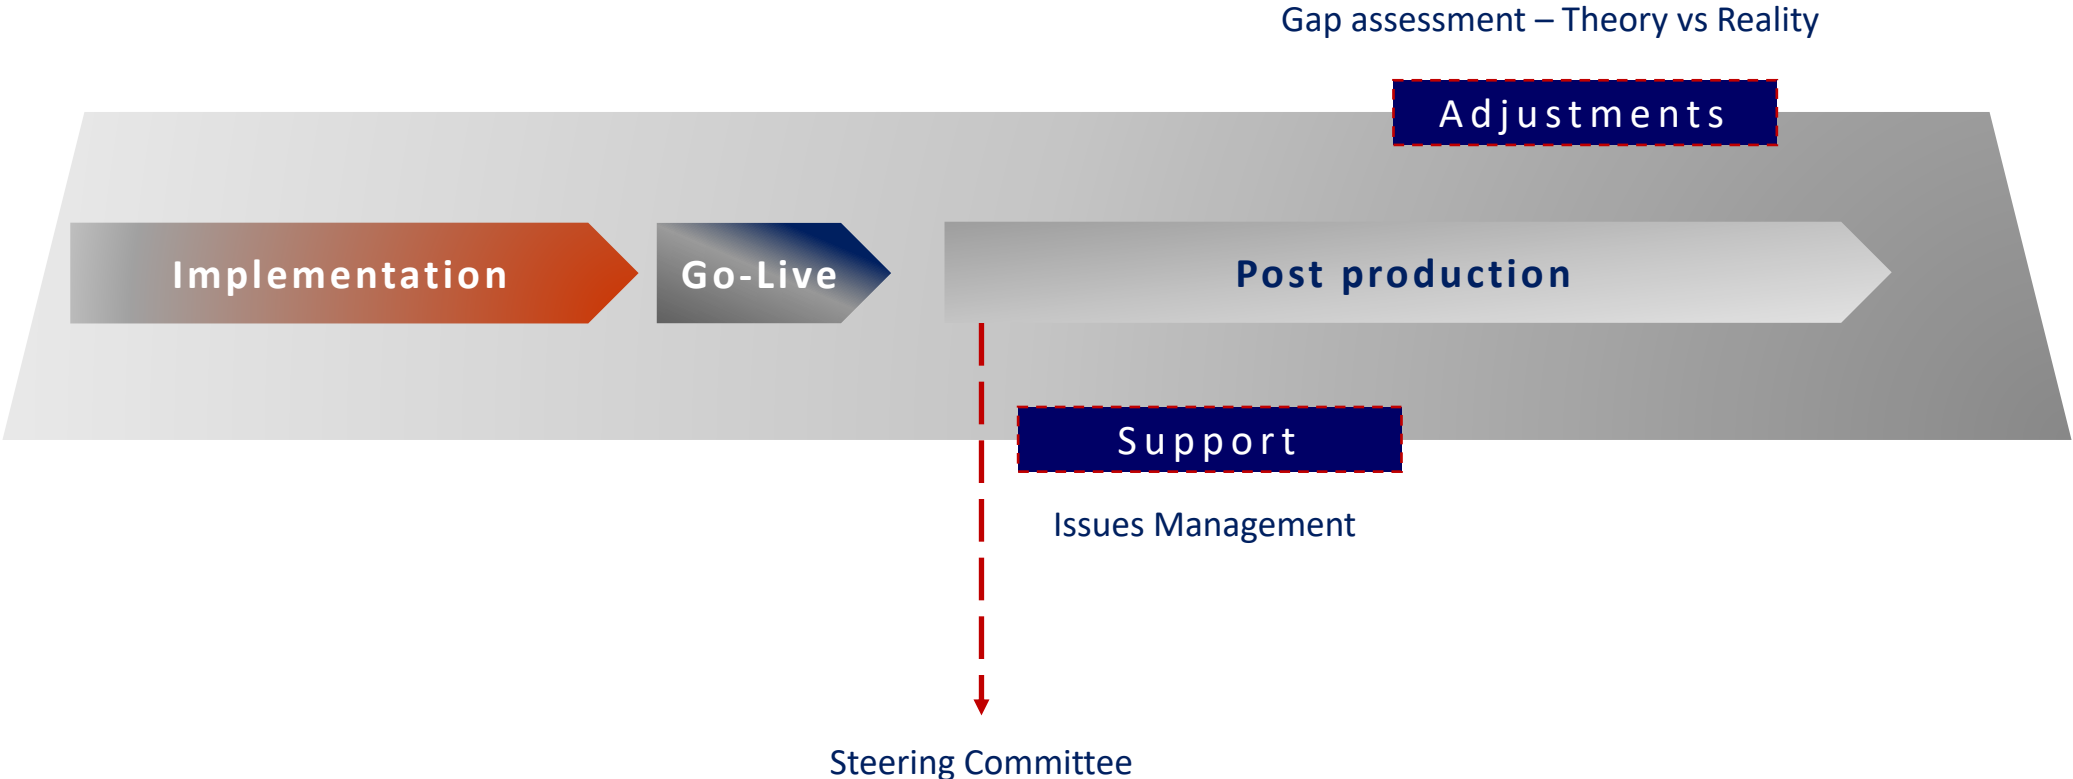 Gap assessment – Theory vs Reality
Adjustments
Implementation
Go-Live
Post production
Support
Issues Management
Steering Committee